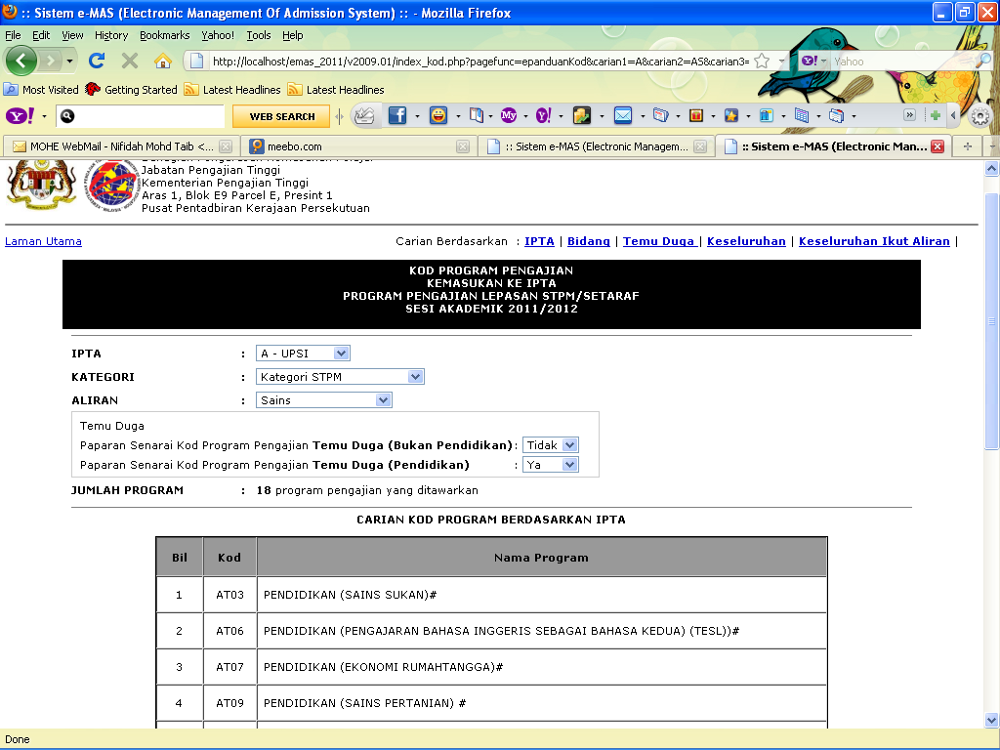 :: Sistem e-MAS (Electronic Management Of Admission System) :: - Mozilla Firefox
File Edit View History Bookmarks Yahoo! Tools Help
http://localhost/emas_2011/v2009.01/index_kod.php?pagefunc=epanduanKod&carian1=A&carian2=AS&carian3= Yahoo
Most Visited Getting Started Latest Headlines Latest Headlines
Y! WEB SEARCH
MOHE WebMail - Nifidah Mohd Taib <... meebo.com :: Sistem e-MAS (Electronic Managem... :: Sistem e-MAS (Electronic Man...
Jabatan Pengajian Tinggi
Kementerian Pengajian Tinggi
Aras 1, Blok E9 Parcel E, Presint 1
Pusat Pentadbiran Kerajaan Persekutuan
Laman Utama Carian Berdasarkan : IPTA | Bidang | Temu Duga | Keseluruhan | Keseluruhan Ikut Aliran |
KOD PROGRAM PENGAJIAN
KEMASUKAN KE IPTA
PROGRAM PENGAJIAN LEPASAN STPM/SETARAF
SESI AKADEMIK 2011/2012
IPTA : A - UPSI
KATEGORI : Kategori STPM
ALIRAN : Sains
Temu Duga
Paparan Senarai Kod Program Pengajian Temu Duga (Bukan Pendidikan): Tidak
Paparan Senarai Kod Program Pengajian Temu Duga (Pendidikan) : Ya
JUMLAH PROGRAM : 18 program pengajian yang ditawarkan
CARIAN KOD PROGRAM BERDASARKAN IPTA
Bil Kod Nama Program
1 AT03 PENDIDIKAN (SAINS SUKAN)#
2 AT06 PENDIDIKAN (PENGAJARAN BAHASA INGGERIS SEBAGAI BAHASA KEDUA) (TESL))#
3 AT07 PENDIDIKAN (EKONOMI RUMAHTANGGA)#
4 AT09 PENDIDIKAN (SAINS PERTANIAN) #
Done